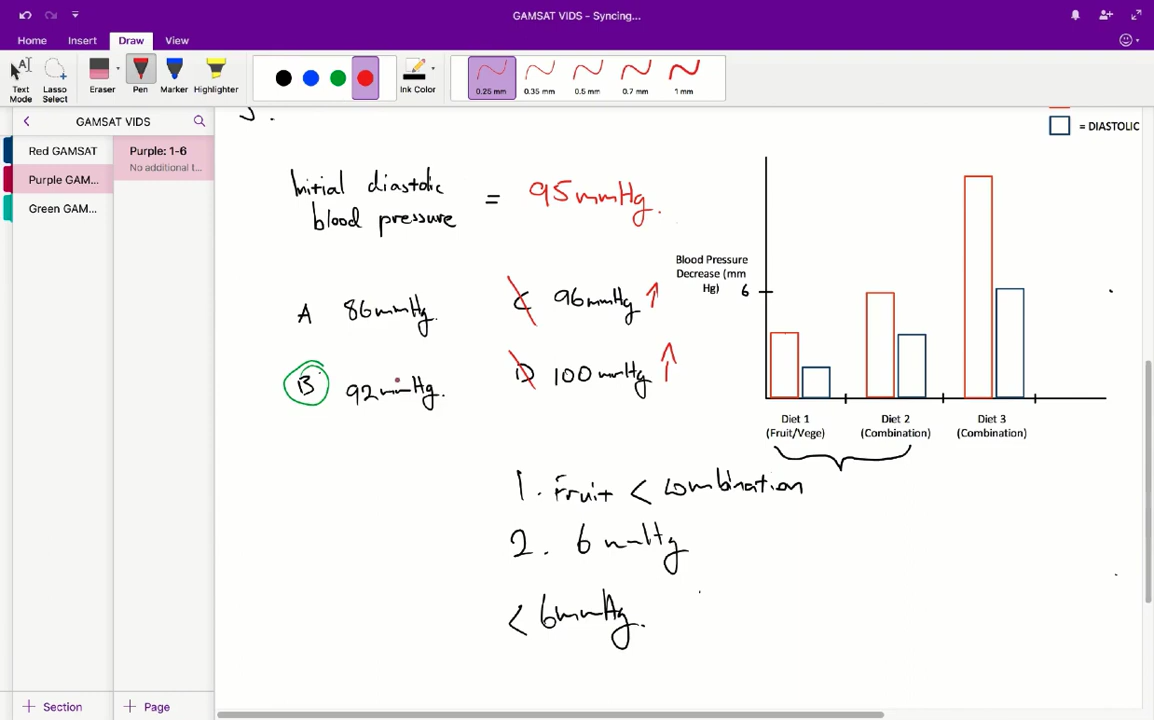 GAMSAT VIDS - Syncing...
Home Insert Draw View
Text Mode
Lasso Select
Eraser
Pen
Marker
Highlighter
Ink Color
0.25 mm
0.35 mm
0.5 mm
0.7 mm
1 mm
GAMSAT VIDS
Red GAMSAT
Purple GAM...
Green GAM...
Purple: 1-6
No additional t...
= DIASTOLIC
Initial diastolic
blood pressure
= 95mmHg.
A 86mmHg.
C 96mmHg ↑
B 92mmHg.
D 100mmHg ↑
Blood Pressure
Decrease (mm
Hg)
6
Diet 1
(Fruit/Vege)
Diet 2
(Combination)
Diet 3
(Combination)
1. Fruit < combination
2. 6 mmHg
< 6mmHg.
+ Section
+ Page